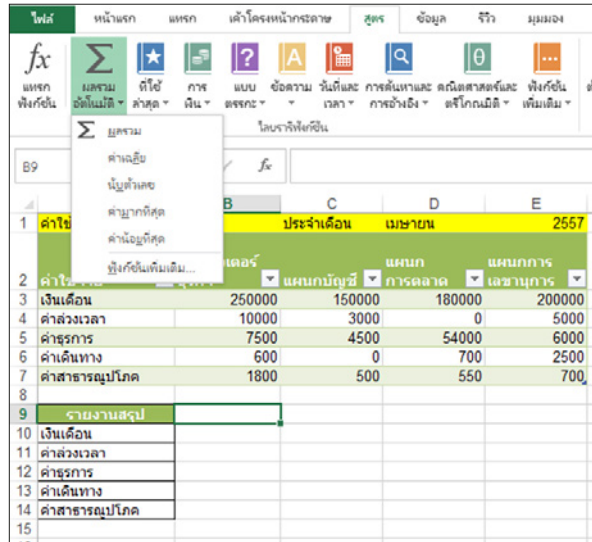 ไฟล์ หน้าแรก แทรก เค้าโครงหน้ากระดาษ สูตร ข้อมูล รีวิว มุมมอง
fx Σ ? A θ
แทรก ผลรวม ที่ใช้ การ แบบ ข้อความ วันที่และ การค้นหาและ คณิตศาสตร์และ ฟังก์ชัน
ฟังก์ชัน อัตโนมัติ ล่าสุด เงิน ตรรกะ เวลา การอ้างอิง ตรีโกณมิติ เพิ่มเติม
ไลบรารีฟังก์ชัน
Σ ผลรวม
ค่าเฉลี่ย
นับตัวเลข
ค่ามากที่สุด
ค่าน้อยที่สุด
ฟังก์ชันเพิ่มเติม...
B9 fx
B C D E
1 ค่าใช้ ประจำเดือน เมษายน 2557
2 ค่าใช้ แผนกบัญชี แผนก การตลาด แผนกการ เลขานุการ
3 เงินเดือน 250000 150000 180000 200000
4 ค่าล่วงเวลา 10000 3000 0 5000
5 ค่าธุรการ 7500 4500 54000 6000
6 ค่าเดินทาง 600 0 700 2500
7 ค่าสาธารณูปโภค 1800 500 550 700
8
9 รายงานสรุป
10 เงินเดือน
11 ค่าล่วงเวลา
12 ค่าธุรการ
13 ค่าเดินทาง
14 ค่าสาธารณูปโภค
15